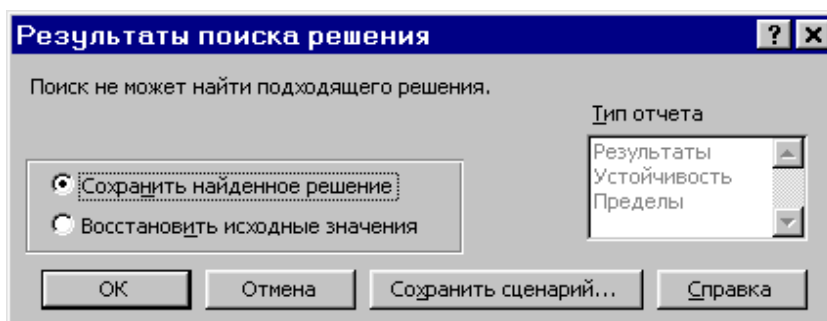 Результаты поиска решения
Поиск не может найти подходящего решения.
Тип отчета
Результаты
Устойчивость
Пределы
Сохранить найденное решение
Восстановить исходные значения
ОК
Отмена
Сохранить сценарий...
Справка